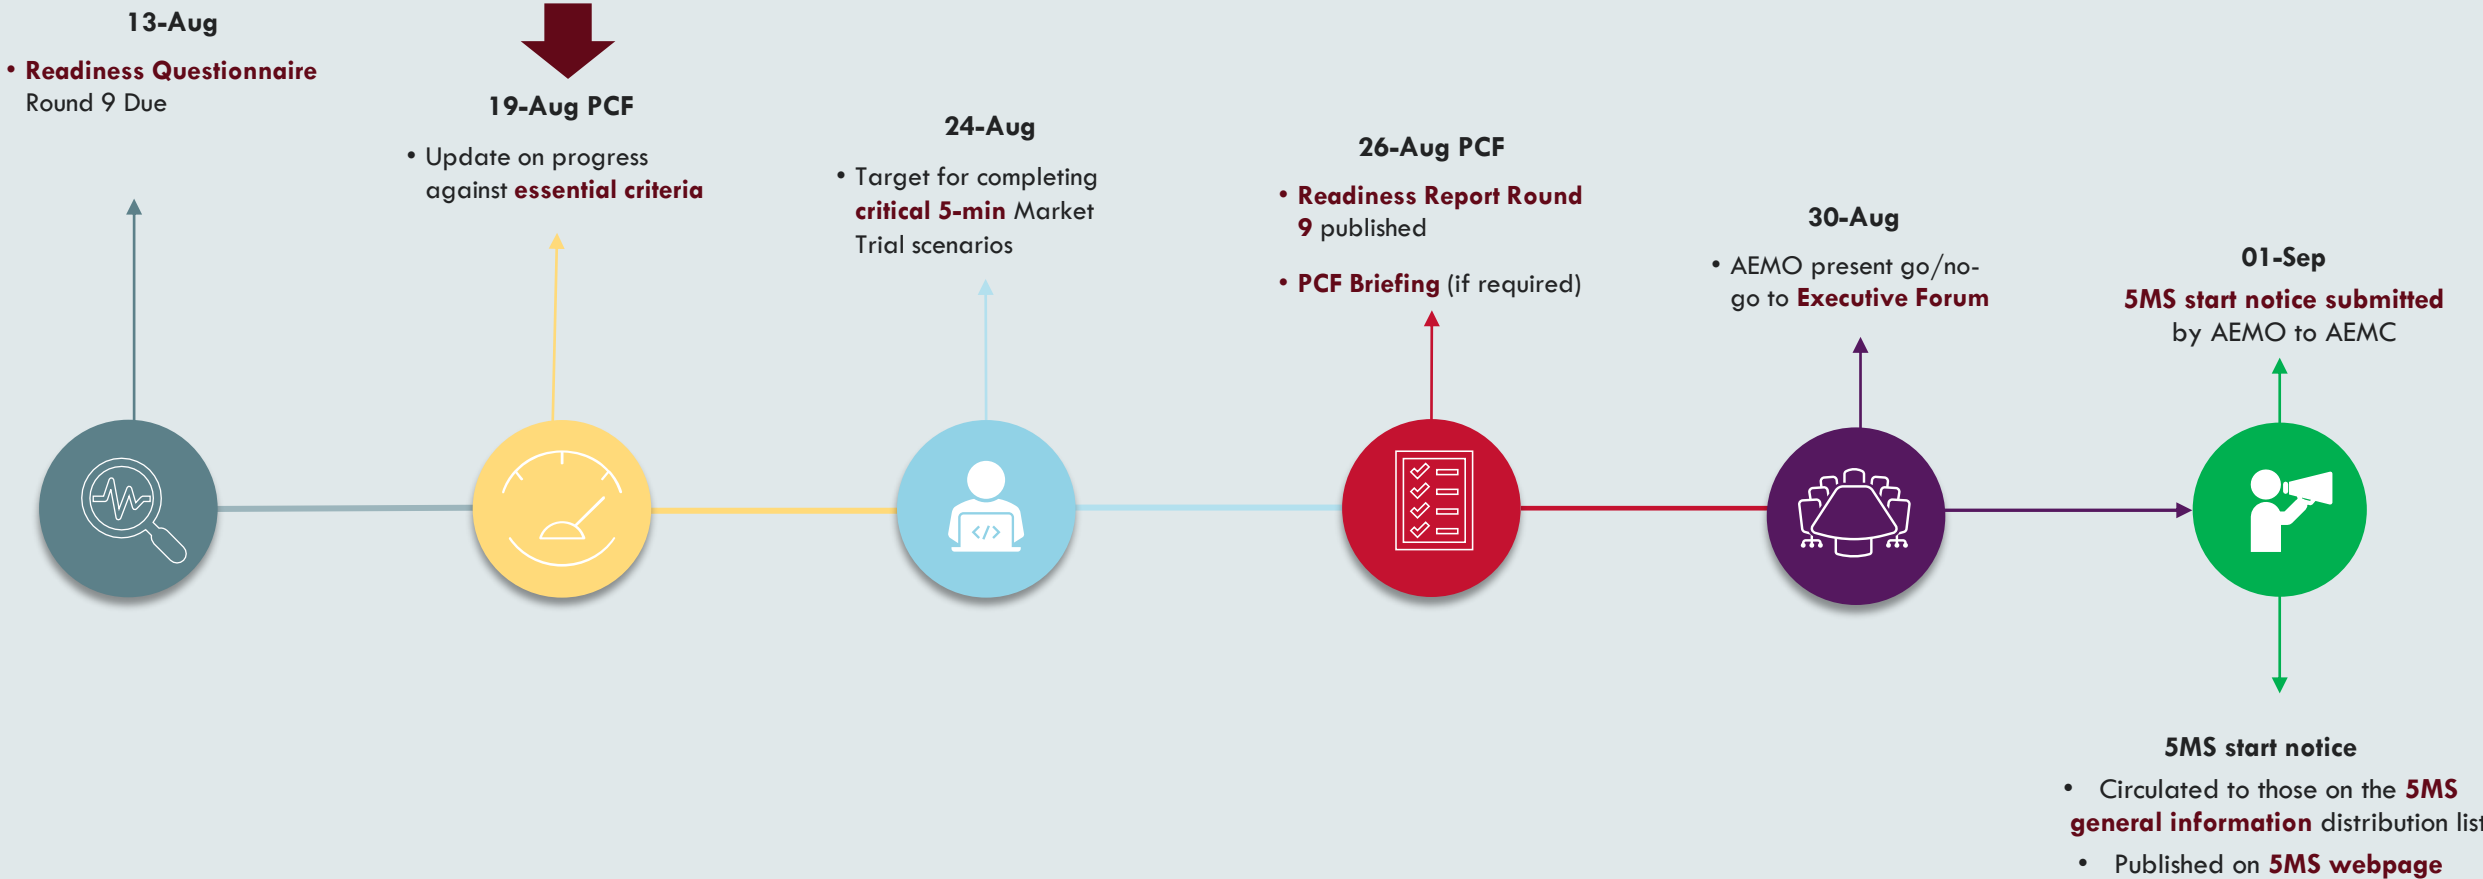 13-Aug
• Readiness Questionnaire
Round 9 Due
19-Aug PCF
• Update on progress
against essential criteria
24-Aug
• Target for completing
critical 5-min Market
Trial scenarios
26-Aug PCF
• Readiness Report Round
9 published
• PCF Briefing (if required)
30-Aug
• AEMO present go/no-
go to Executive Forum
01-Sep
5MS start notice submitted
by AEMO to AEMC
</>
5MS start notice
• Circulated to those on the 5MS
general information distribution list
• Published on 5MS webpage